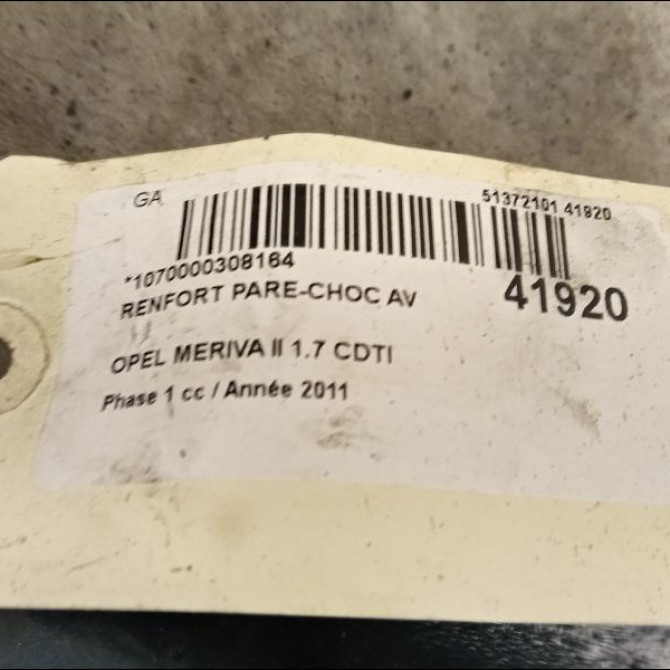 GA
51372101 41920
*1070000308164
41920
RENFORT PARE-CHOC AV
OPEL MERIVA II 1.7 CDTI
Phase 1 cc / Année 2011